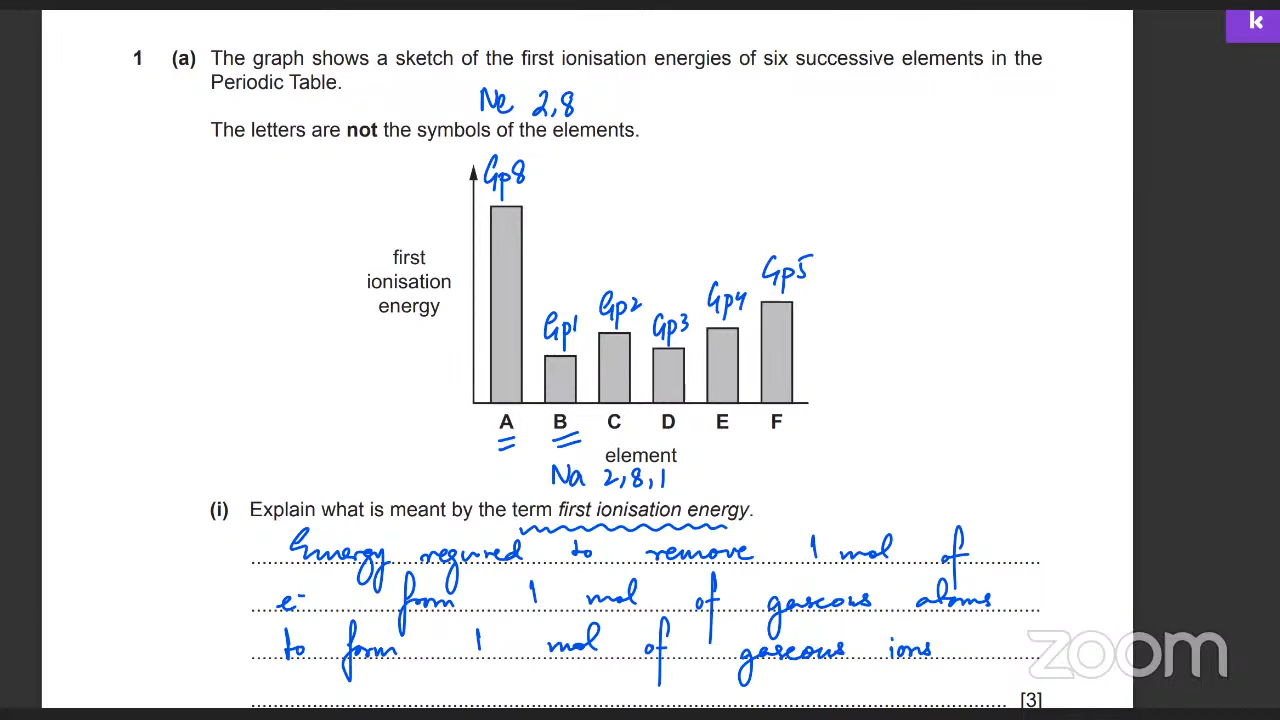 k
1 (a) The graph shows a sketch of the first ionisation energies of six successive elements in the
Periodic Table.
Ne 2,8
The letters are not the symbols of the elements.
Gp8
first
ionisation
energy
Gp1 Gp2 Gp3 Gp4 Gp5
A B C D E F
element
Na 2,8,1
(i) Explain what is meant by the term first ionisation energy.
Energy required to remove 1 mol of
e- from 1 mol of gaseous atoms
to form 1 mol of gaseous ions
[3]
zoom